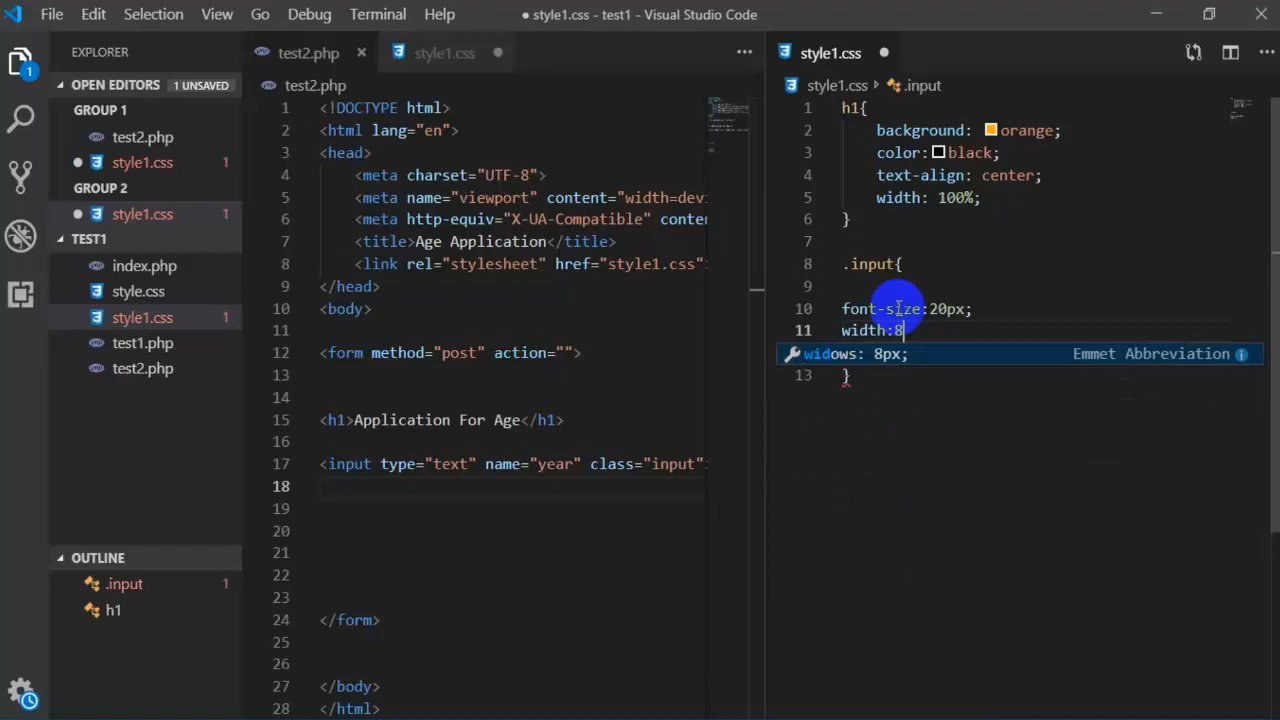 File Edit Selection View Go Debug Terminal Help ● style1.css - test1 - Visual Studio Code
EXPLORER
OPEN EDITORS 1 UNSAVED
GROUP 1
test2.php
style1.css 1
GROUP 2
style1.css 1
TEST1
index.php
style.css
style1.css 1
test1.php
test2.php
OUTLINE
.input 1
h1
1
test2.php
style1.css
test2.php
1 <!DOCTYPE html>
2 <html lang="en">
3 <head>
4 <meta charset="UTF-8">
5 <meta name="viewport" content="width=devi
6 <meta http-equiv="X-UA-Compatible" conten
7 <title>Age Application</title>
8 <link rel="stylesheet" href="style1.css">
9 </head>
10 <body>
11
12 <form method="post" action="">
13
14
15 <h1>Application For Age</h1>
16
17 <input type="text" name="year" class="input">
18
19
20
21
22
23
24 </form>
25
26
27 </body>
28 </html>
style1.css
style1.css .input
1 h1{
2 background: orange;
3 color: black;
4 text-align: center;
5 width: 100%;
6 }
7
8 .input{
9
10 font-size:20px;
11 width:8
widows: 8px; Emmet Abbreviation
13 }